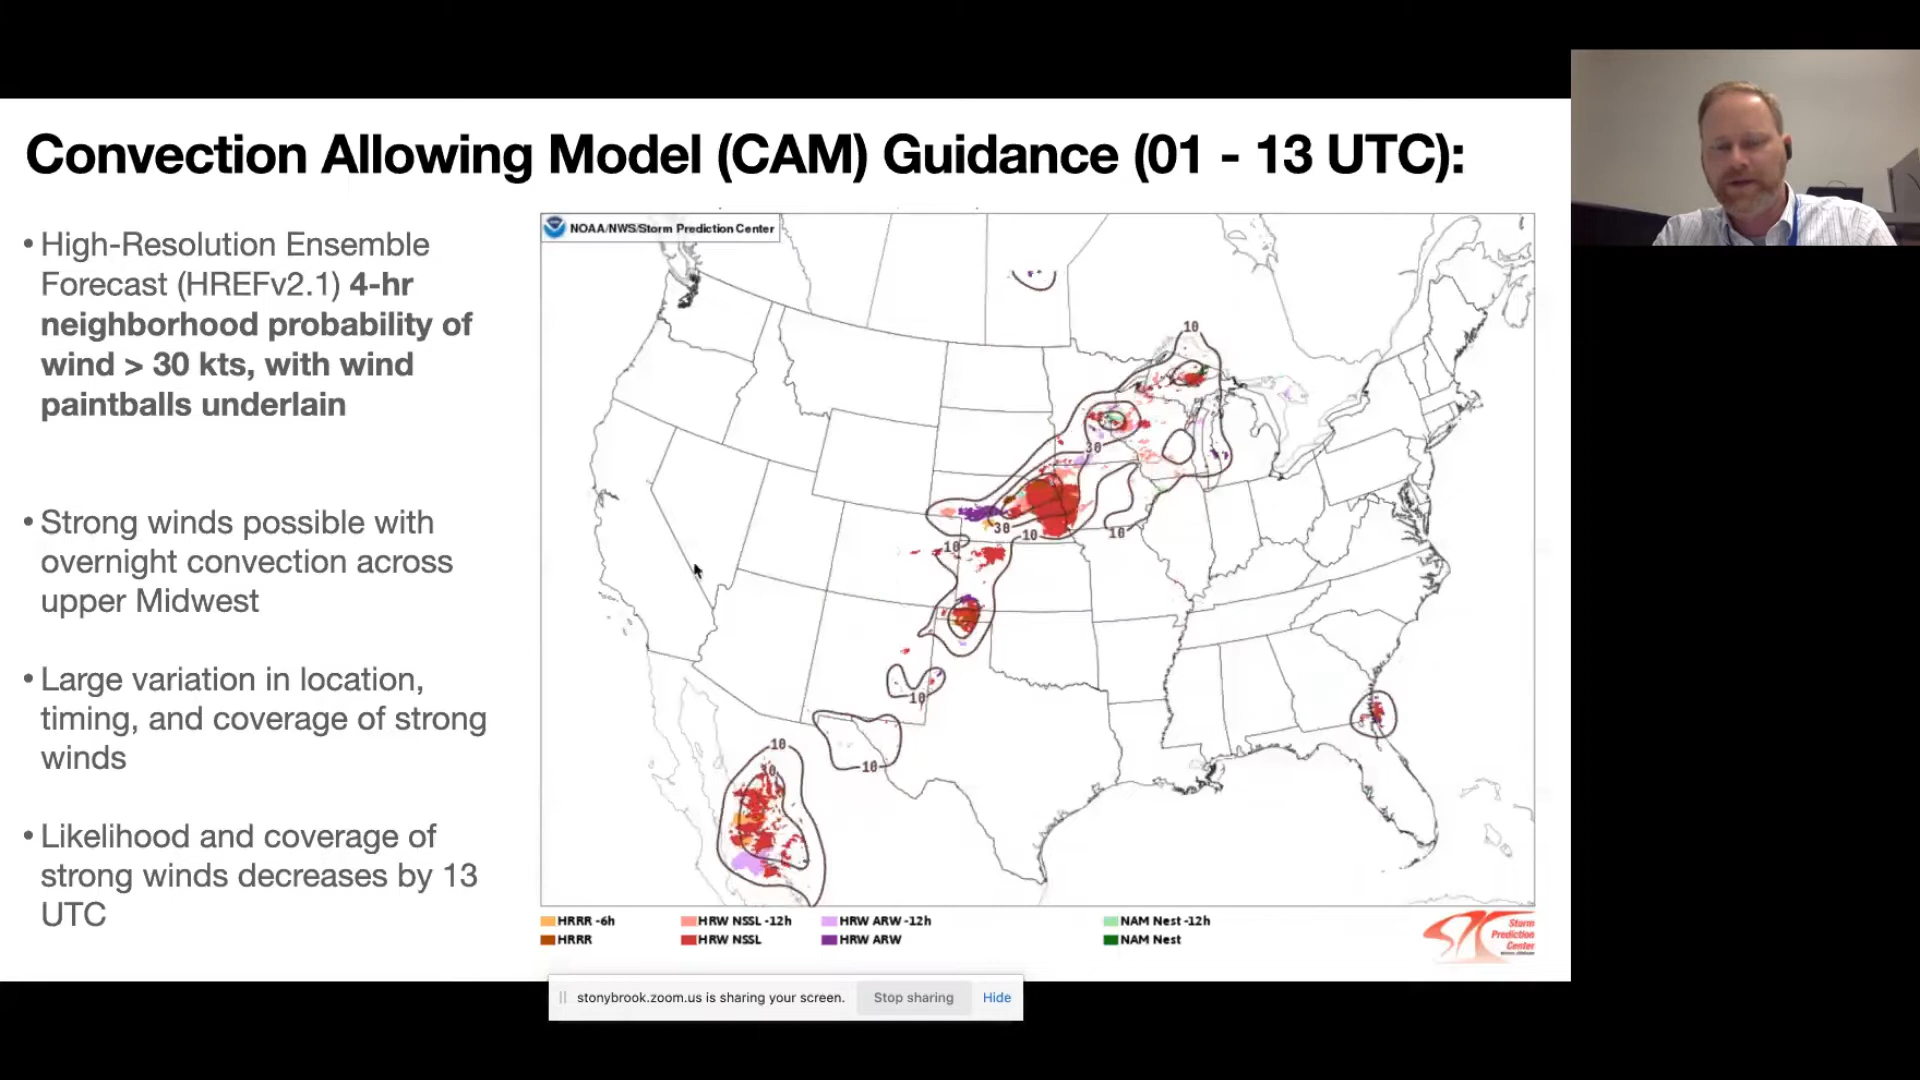 Convection Allowing Model (CAM) Guidance (01 - 13 UTC):
• High-Resolution Ensemble
Forecast (HREFv2.1) 4-hr
neighborhood probability of
wind > 30 kts, with wind
paintballs underlain
• Strong winds possible with
overnight convection across
upper Midwest
• Large variation in location,
timing, and coverage of strong
winds
• Likelihood and coverage of
strong winds decreases by 13
UTC
NOAA/NWS/Storm Prediction Center
10
30
30
10
10
10
10
10
10
30
HRRR -6h
HRW NSSL -12h
HRW ARW -12h
NAM Nest -12h
HRRR
HRW NSSL
HRW ARW
NAM Nest
Storm
Prediction
Center
stonybrook.zoom.us is sharing your screen.
Stop sharing
Hide